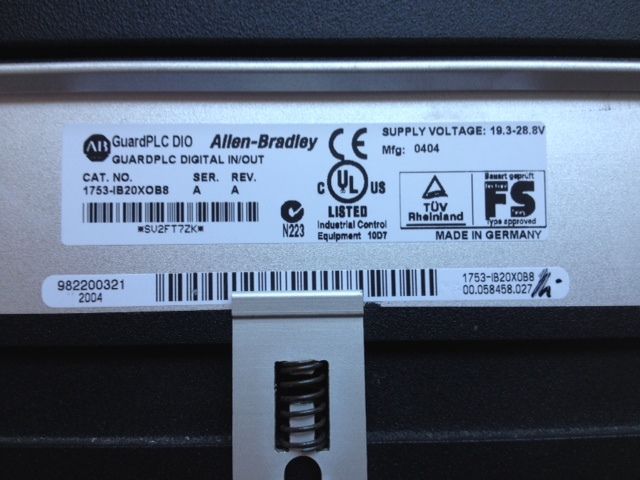 AB GuardPLC DIO Allen-Bradley
GUARDPLC DIGITAL IN/OUT
CAT. NO. SER. REV.
1753-IB20XOB8 A A
*SV2FT7ZK*
CE
C UL US
LISTED
Industrial Control
Equipment 10D7
N223
SUPPLY VOLTAGE: 19.3-28.8V
Mfg: 0404
TÜV
Rheinland
Bauart geprüft
FS
Type approved
MADE IN GERMANY
982200321
2004
1753-IB20X0B8
00.058458.027